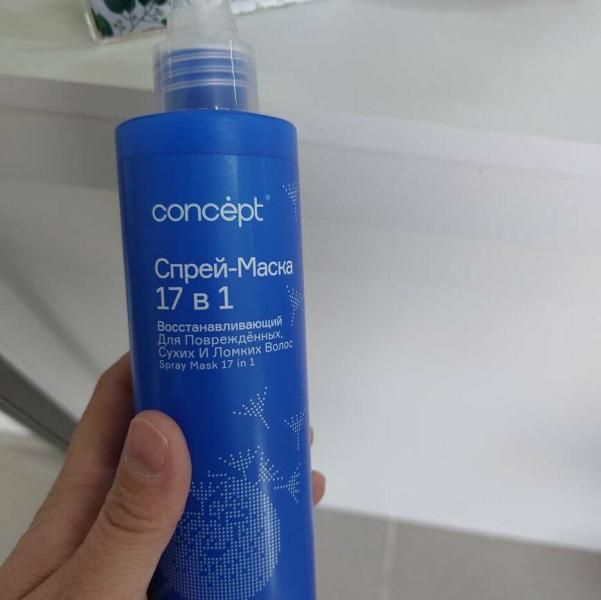 concept®
Спрей-Маска
17 в 1
Восстанавливающий
Для Повреждённых,
Сухих И Ломких Волос
Spray Mask 17 in 1